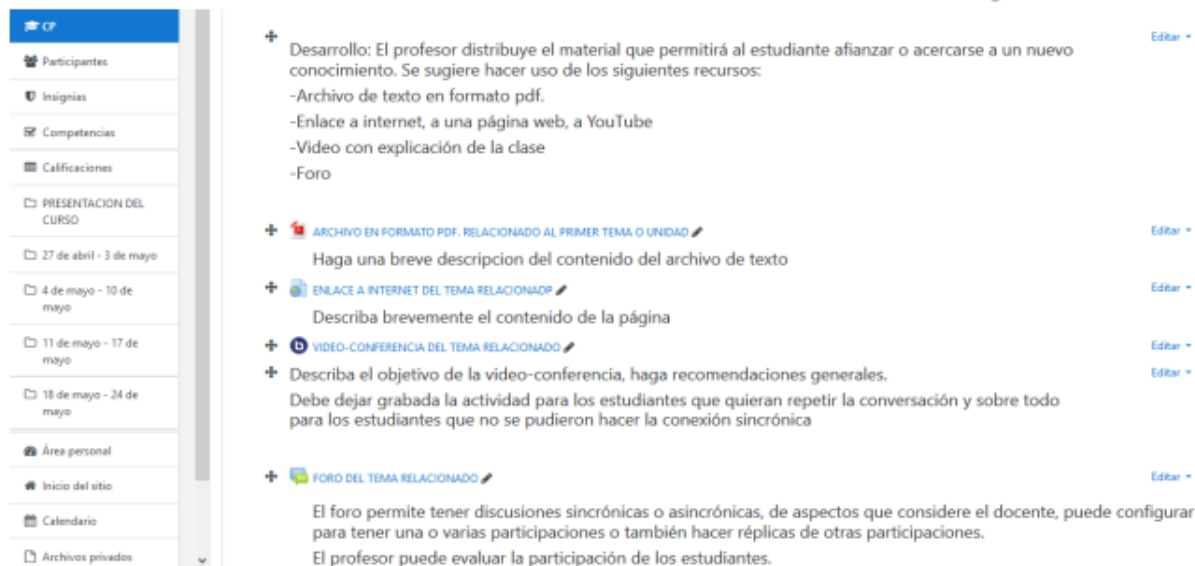 CP
Participantes
Insignias
Competencias
Calificaciones
PRESENTACION DEL
CURSO
27 de abril - 3 de mayo
4 de mayo - 10 de
mayo
11 de mayo - 17 de
mayo
18 de mayo - 24 de
mayo
Área personal
Inicio del sitio
Calendario
Archivos privados
Editar
Desarrollo: El profesor distribuye el material que permitirá al estudiante afianzar o acercarse a un nuevo
conocimiento. Se sugiere hacer uso de los siguientes recursos:
-Archivo de texto en formato pdf.
-Enlace a internet, a una página web, a YouTube
-Video con explicación de la clase
-Foro
ARCHIVO EN FORMATO PDF. RELACIONADO AL PRIMER TEMA O UNIDAD Editar
Haga una breve descripcion del contenido del archivo de texto
ENLACE A INTERNET DEL TEMA RELACIONADP Editar
Describa brevemente el contenido de la página
VIDEO-CONFERENCIA DEL TEMA RELACIONADO Editar
Describa el objetivo de la video-conferencia, haga recomendaciones generales. Editar
Debe dejar grabada la actividad para los estudiantes que quieran repetir la conversación y sobre todo
para los estudiantes que no se pudieron hacer la conexión sincrónica
FORO DEL TEMA RELACIONADO Editar
El foro permite tener discusiones sincrónicas o asincrónicas, de aspectos que considere el docente, puede configurar
para tener una o varias participaciones o también hacer réplicas de otras participaciones.
El profesor puede evaluar la participación de los estudiantes.